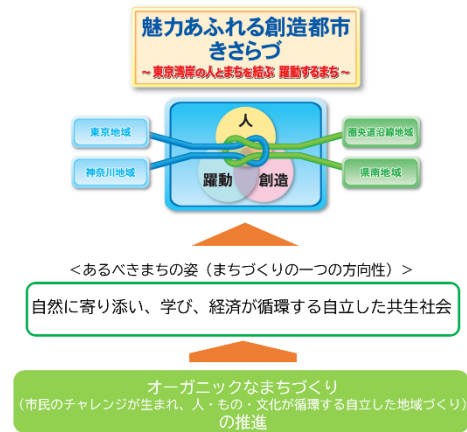 魅力あふれる創造都市
きさらづ
～東京湾岸の人とまちを結ぶ 躍動するまち～
人
東京地域
圏央道沿線地域
神奈川地域
県南地域
躍動
創造
＜あるべきまちの姿（まちづくりの一つの方向性）＞
自然に寄り添い、学び、経済が循環する自立した共生社会
オーガニックなまちづくり
（市民のチャレンジが生まれ、人・もの・文化が循環する自立した地域づくり）
の推進